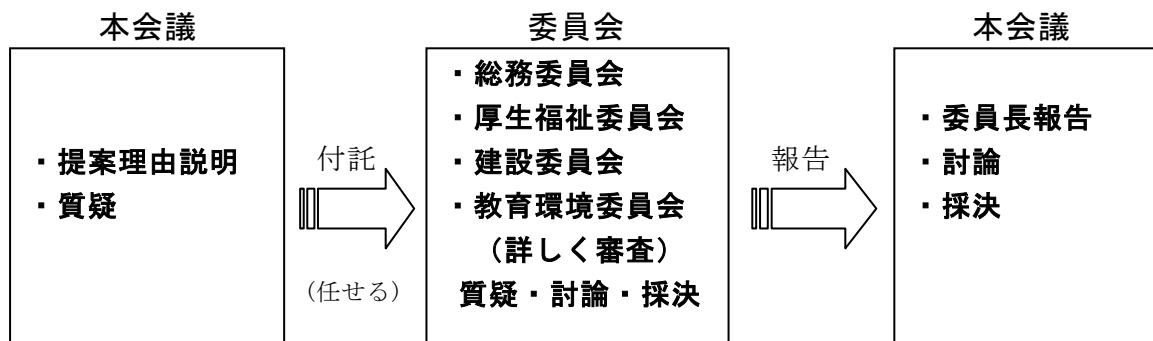 本会議
・提案理由説明
・質疑
付託
(任せる)
委員会
・総務委員会
・厚生福祉委員会
・建設委員会
・教育環境委員会
(詳しく審査)
質疑・討論・採決
報告
本会議
・委員長報告
・討論
・採決